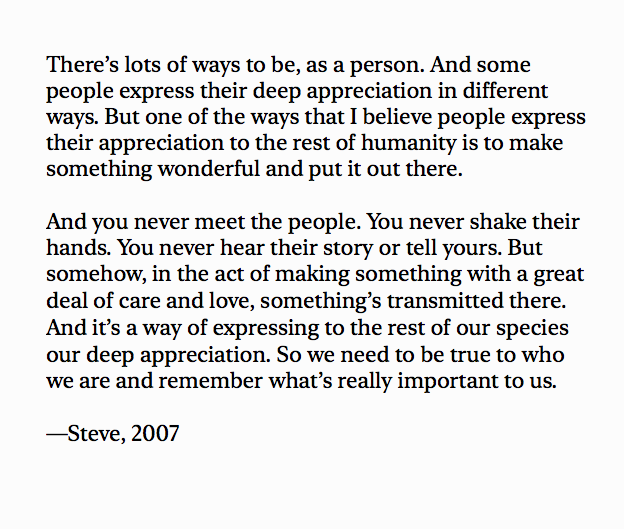 There’s lots of ways to be, as a person. And some
people express their deep appreciation in different
ways. But one of the ways that I believe people express
their appreciation to the rest of humanity is to make
something wonderful and put it out there.
And you never meet the people. You never shake their
hands. You never hear their story or tell yours. But
somehow, in the act of making something with a great
deal of care and love, something’s transmitted there.
And it’s a way of expressing to the rest of our species
our deep appreciation. So we need to be true to who
we are and remember what’s really important to us.
—Steve, 2007